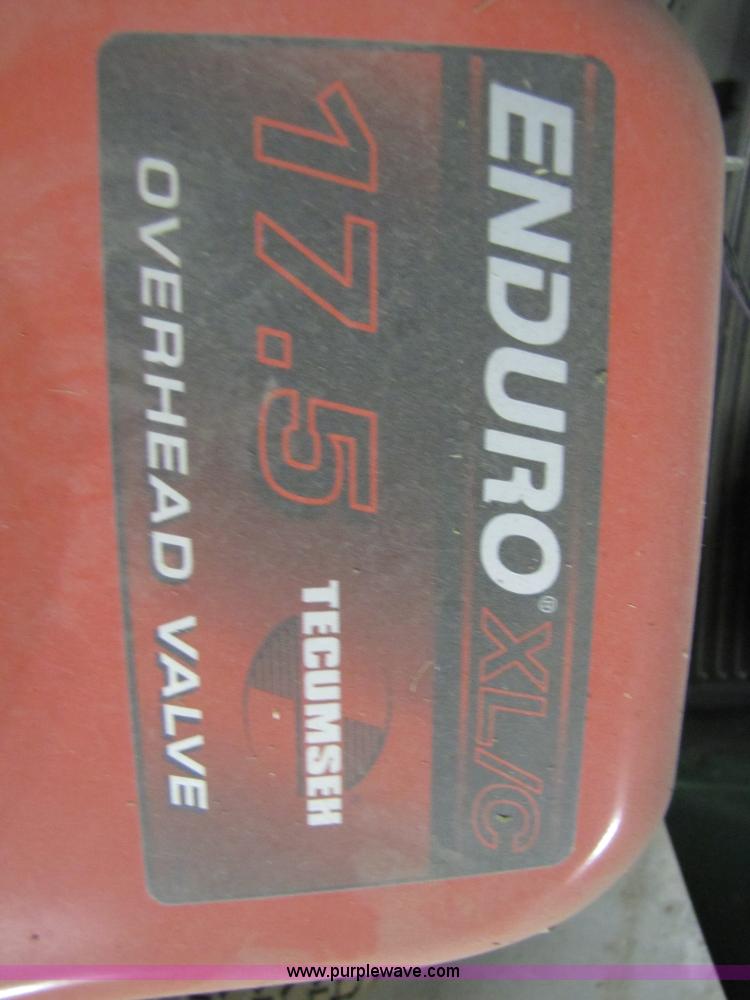 ENDURO® XL/C
17.5
TECUMSEH
OVERHEAD VALVE
www.purplewave.com